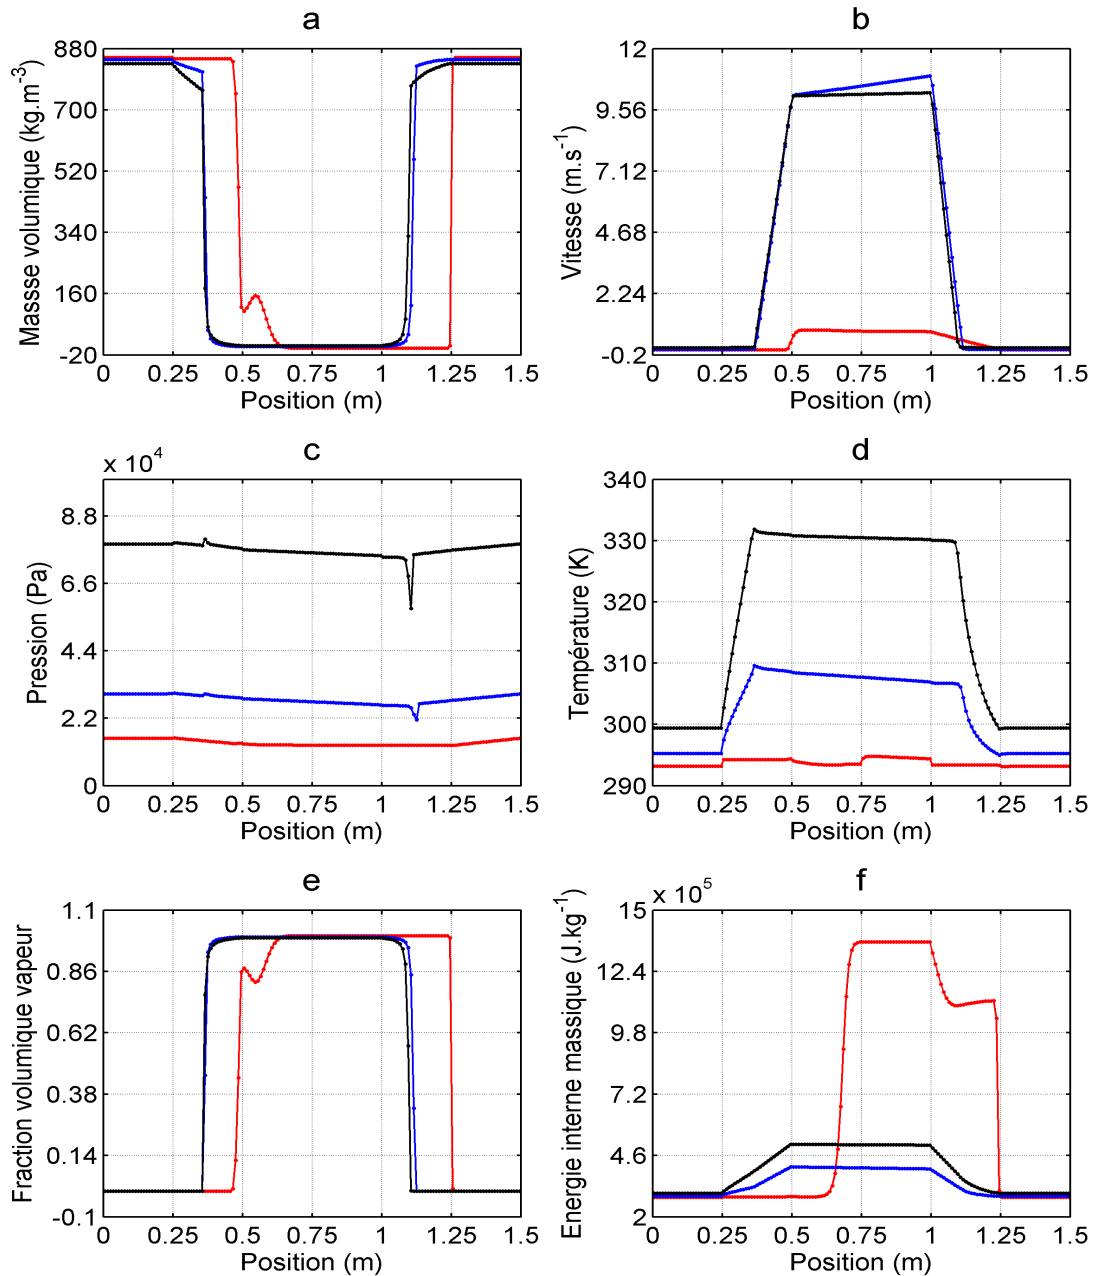 a
Massse volumique (kg.m-3)
880
700
520
340
160
-20
0 0.25 0.5 0.75 1 1.25 1.5
Position (m)
b
Vitesse (m.s-1)
12
9.56
7.12
4.68
2.24
-0.2
0 0.25 0.5 0.75 1 1.25 1.5
Position (m)
c
x 10^4
Pression (Pa)
8.8
6.6
4.4
2.2
0
0 0.25 0.5 0.75 1 1.25 1.5
Position (m)
d
Température (K)
340
330
320
310
300
290
0 0.25 0.5 0.75 1 1.25 1.5
Position (m)
e
Fraction volumique vapeur
1.1
0.86
0.62
0.38
0.14
-0.1
0 0.25 0.5 0.75 1 1.25 1.5
Position (m)
f
x 10^5
Energie interne massique (J.kg-1)
15
12.4
9.8
7.2
4.6
2
0 0.25 0.5 0.75 1 1.25 1.5
Position (m)